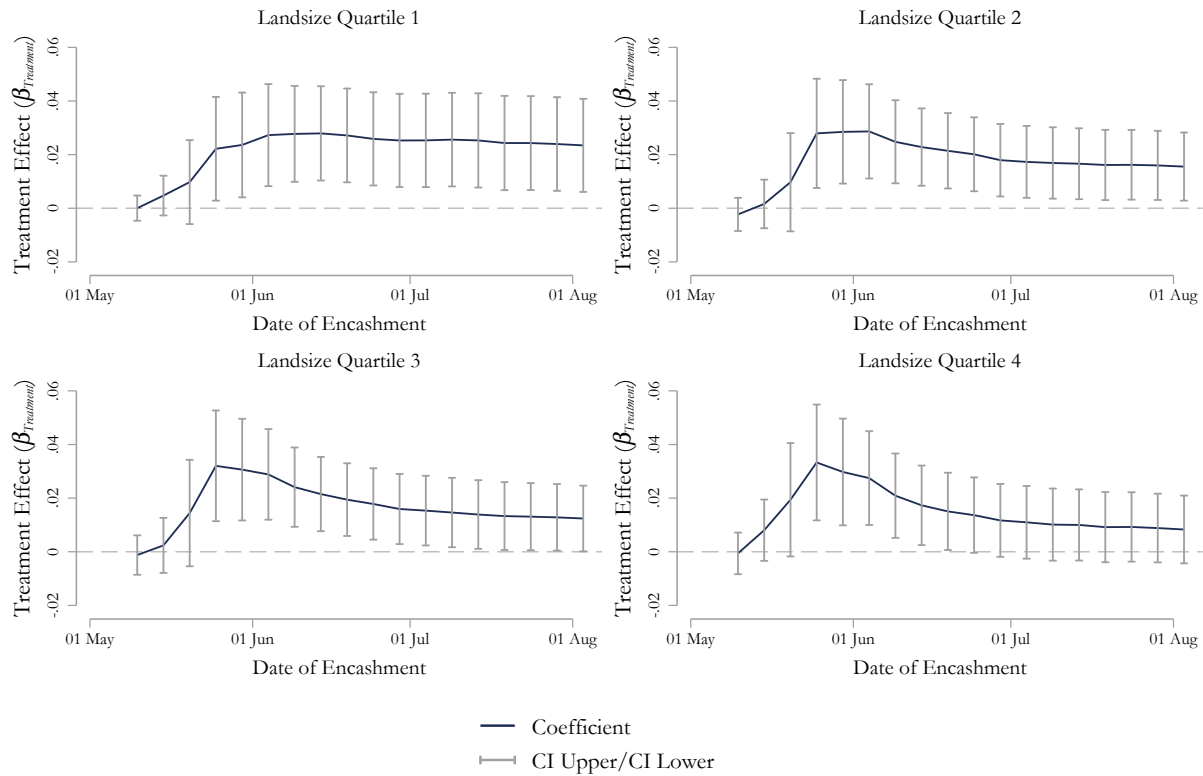 Landsize Quartile 1
Treatment Effect (βTreatment)
.06
.04
.02
0
-.02
01 May 01 Jun 01 Jul 01 Aug
Date of Encashment
Landsize Quartile 2
Treatment Effect (βTreatment)
.06
.04
.02
0
-.02
01 May 01 Jun 01 Jul 01 Aug
Date of Encashment
Landsize Quartile 3
Treatment Effect (βTreatment)
.06
.04
.02
0
-.02
01 May 01 Jun 01 Jul 01 Aug
Date of Encashment
Landsize Quartile 4
Treatment Effect (βTreatment)
.06
.04
.02
0
-.02
01 May 01 Jun 01 Jul 01 Aug
Date of Encashment
Coefficient
CI Upper/CI Lower